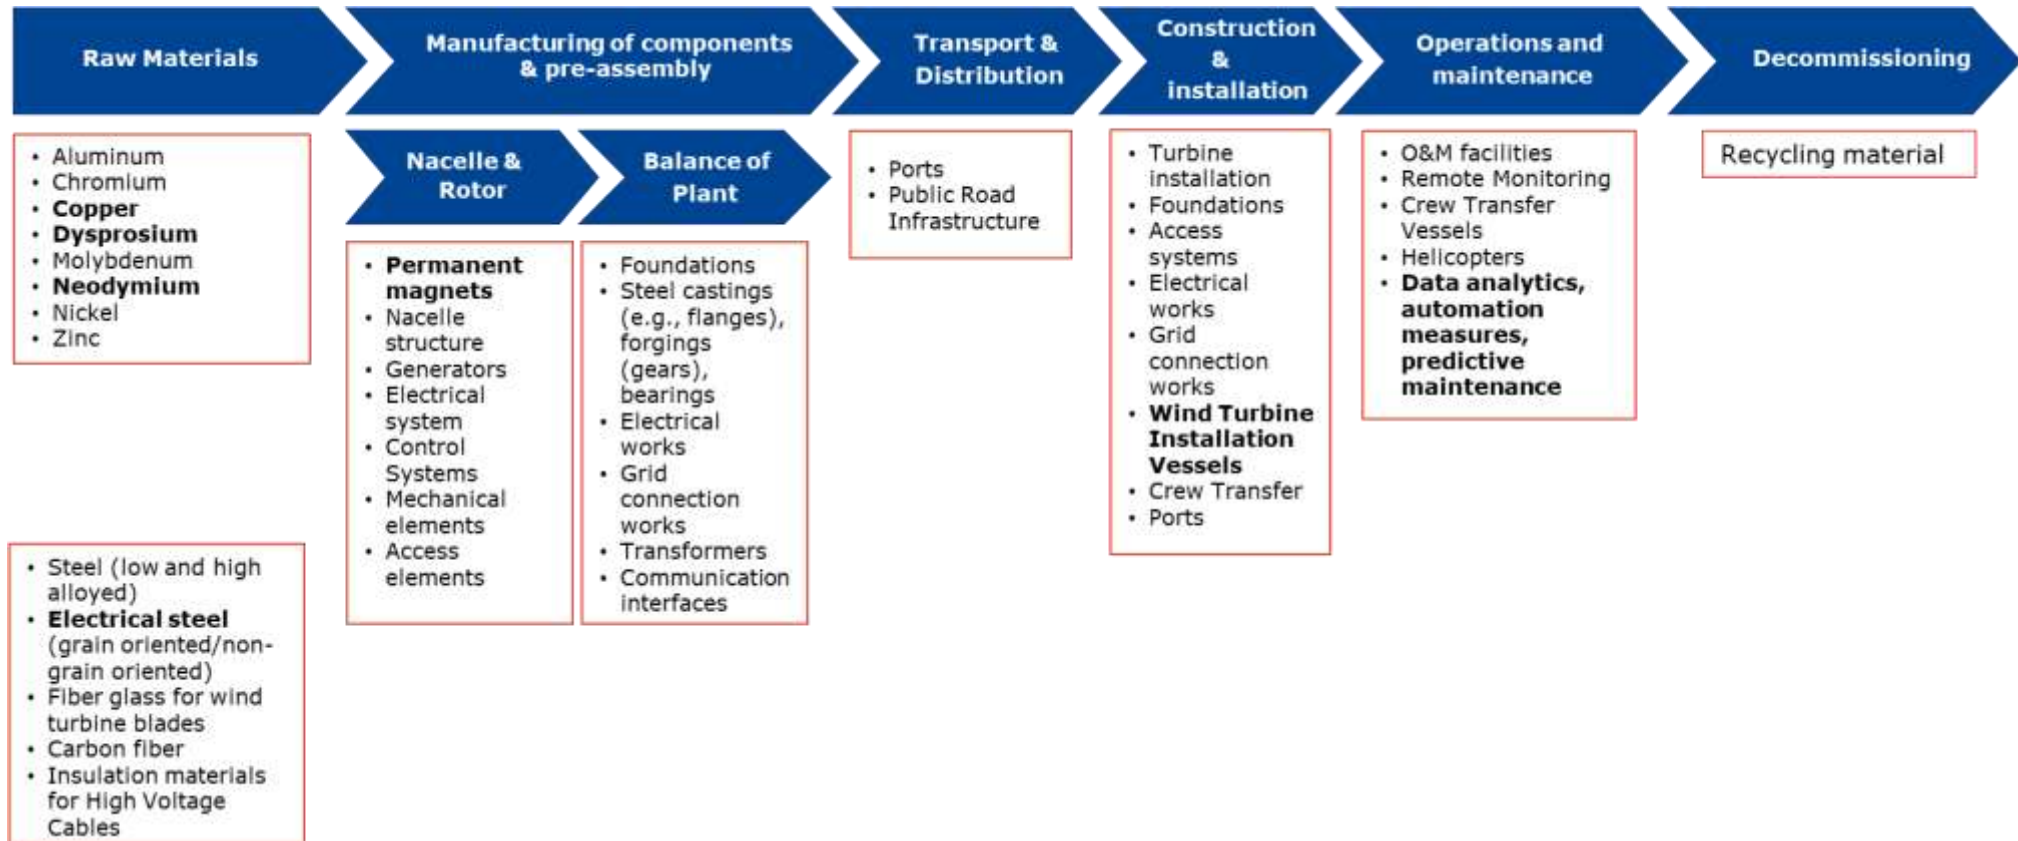 Raw Materials
Manufacturing of components
& pre-assembly
Transport &
Distribution
Construction
&
installation
Operations and
maintenance
Decommissioning
• Aluminum
• Chromium
• Copper
• Dysprosium
• Molybdenum
• Neodymium
• Nickel
• Zinc
• Steel (low and high
alloyed)
• Electrical steel
(grain oriented/non-
grain oriented)
• Fiber glass for wind
turbine blades
• Carbon fiber
• Insulation materials
for High Voltage
Cables
Nacelle &
Rotor
• Permanent
magnets
• Nacelle
structure
• Generators
• Electrical
system
• Control
Systems
• Mechanical
elements
• Access
elements
Balance of
Plant
• Foundations
• Steel castings
(e.g., flanges),
forgings
(gears),
bearings
• Electrical
works
• Grid
connection
works
• Transformers
• Communication
interfaces
• Ports
• Public Road
Infrastructure
• Turbine
installation
• Foundations
• Access
systems
• Electrical
works
• Grid
connection
works
• Wind Turbine
Installation
Vessels
• Crew Transfer
• Ports
• O&M facilities
• Remote Monitoring
• Crew Transfer
Vessels
• Helicopters
• Data analytics,
automation
measures,
predictive
maintenance
Recycling material